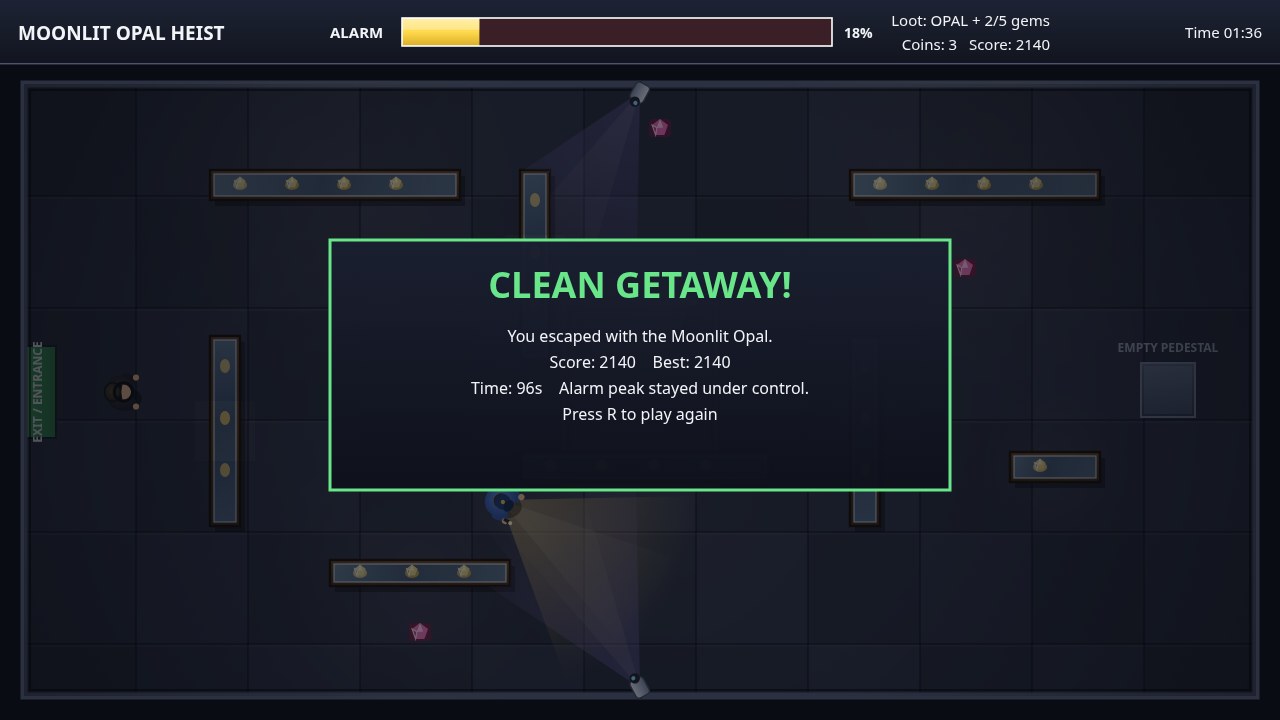 MOONLIT OPAL HEIST
ALARM
18%
Loot: OPAL + 2/5 gems
Coins: 3 Score: 2140
Time 01:36
CLEAN GETAWAY!
You escaped with the Moonlit Opal.
Score: 2140 Best: 2140
Time: 96s Alarm peak stayed under control.
Press R to play again
EXIT / ENTRANCE
EMPTY PEDESTAL